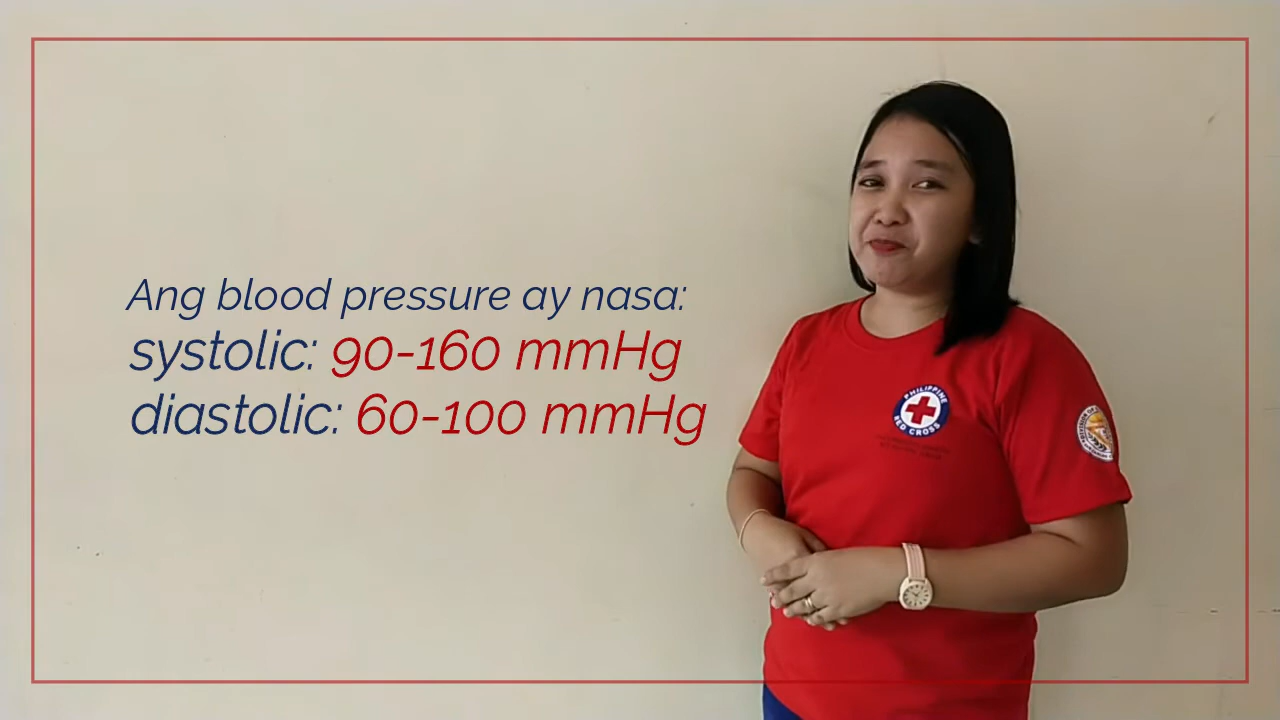 Ang blood pressure ay nasa:
systolic: 90-160 mmHg
diastolic: 60-100 mmHg
PHILIPPINE
RED CROSS